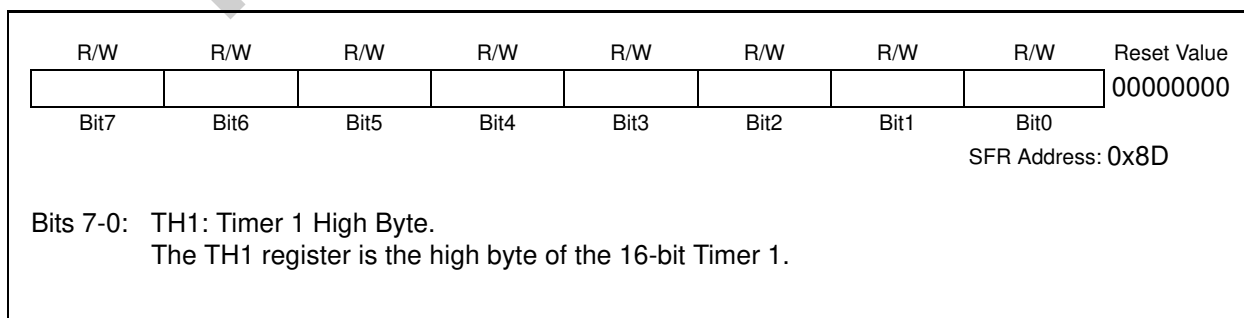 R/W R/W R/W R/W R/W R/W R/W R/W Reset Value
00000000
Bit7 Bit6 Bit5 Bit4 Bit3 Bit2 Bit1 Bit0
SFR Address: 0x8D
Bits 7-0: TH1: Timer 1 High Byte.
The TH1 register is the high byte of the 16-bit Timer 1.